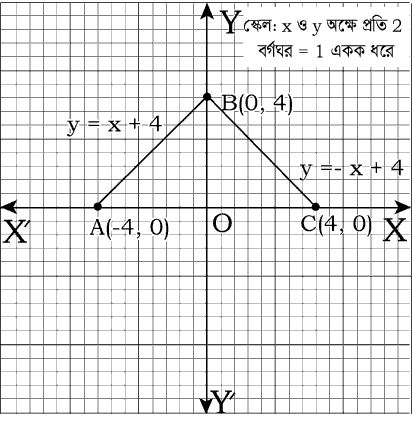 Y স্কেল: x ও y অক্ষে প্রতি 2
বর্গঘর = 1 একক ধরে
B(0, 4)
y = x + 4
y =- x + 4
X′ A(-4, 0) O C(4, 0) X
Y′